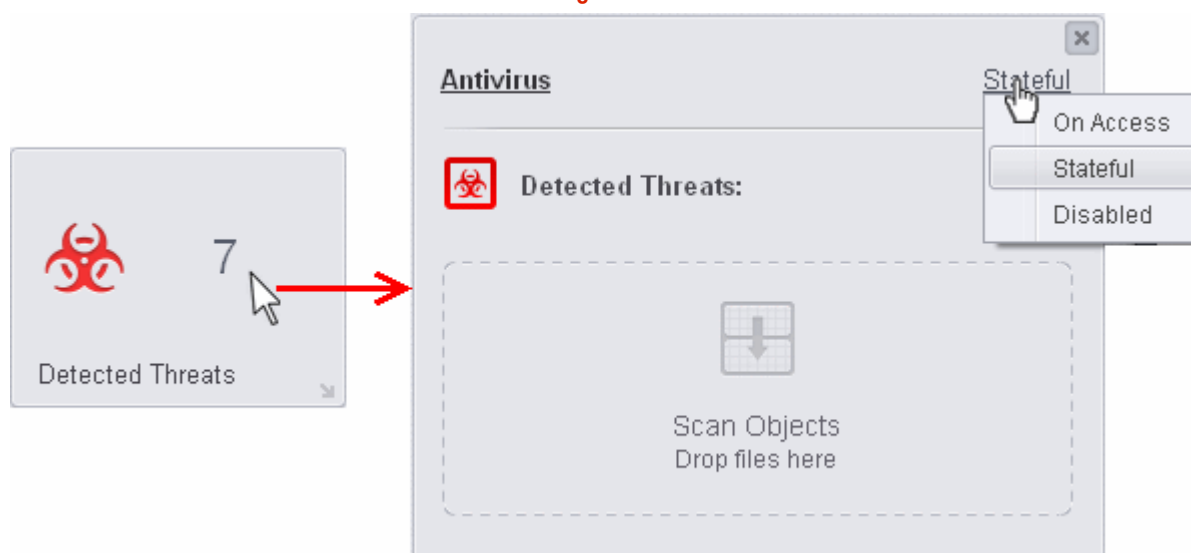 Antivirus
Stateful
On Access
Stateful
Disabled
Detected Threats:
7
Detected Threats
Scan Objects
Drop files here